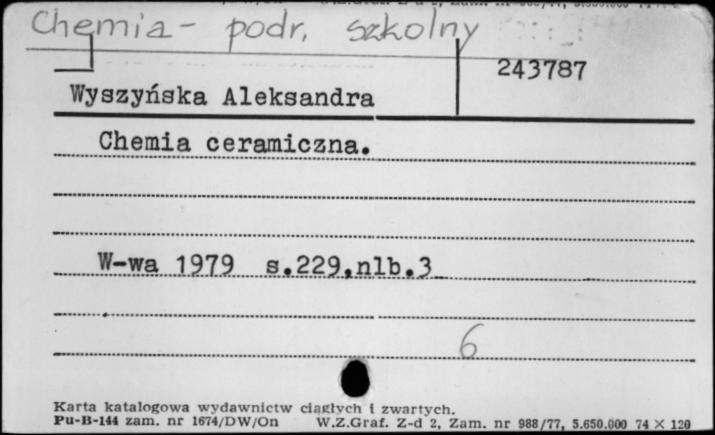 Chemia - podr. szkolny
243787
Wyszyńska Aleksandra
Chemia ceramiczna.
W-wa 1979 s.229,nlb.3
6
Karta katalogowa wydawnictw ciągłych i zwartych.
Pu-B-144 zam. nr 1674/DW/On W.Z.Graf. Z-d 2, Zam. nr 988/77, 5.650.000 74 X 120